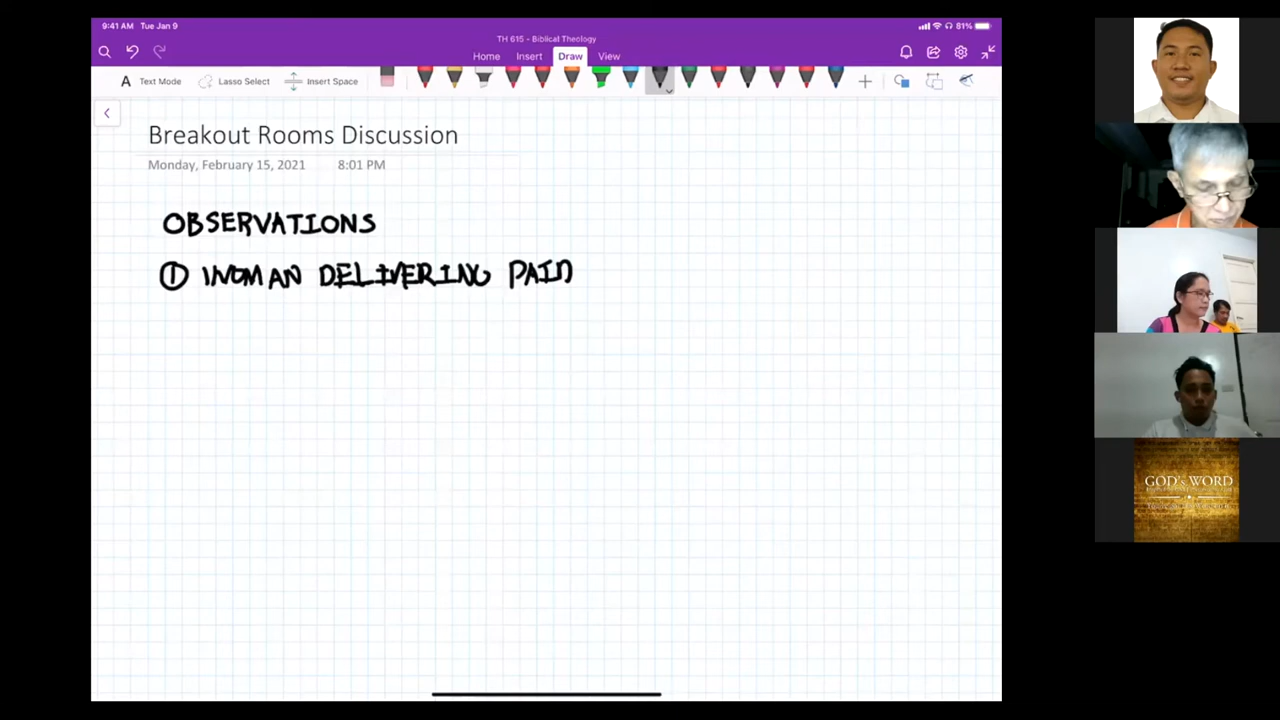 9:41 AM Tue Jan 9
81%
TH 615 - Biblical Theology
Home Insert Draw View
A Text Mode Lasso Select Insert Space
Breakout Rooms Discussion
Monday, February 15, 2021 8:01 PM
OBSERVATIONS
① WOMAN DELIVERING PAIN
GOD's WORD